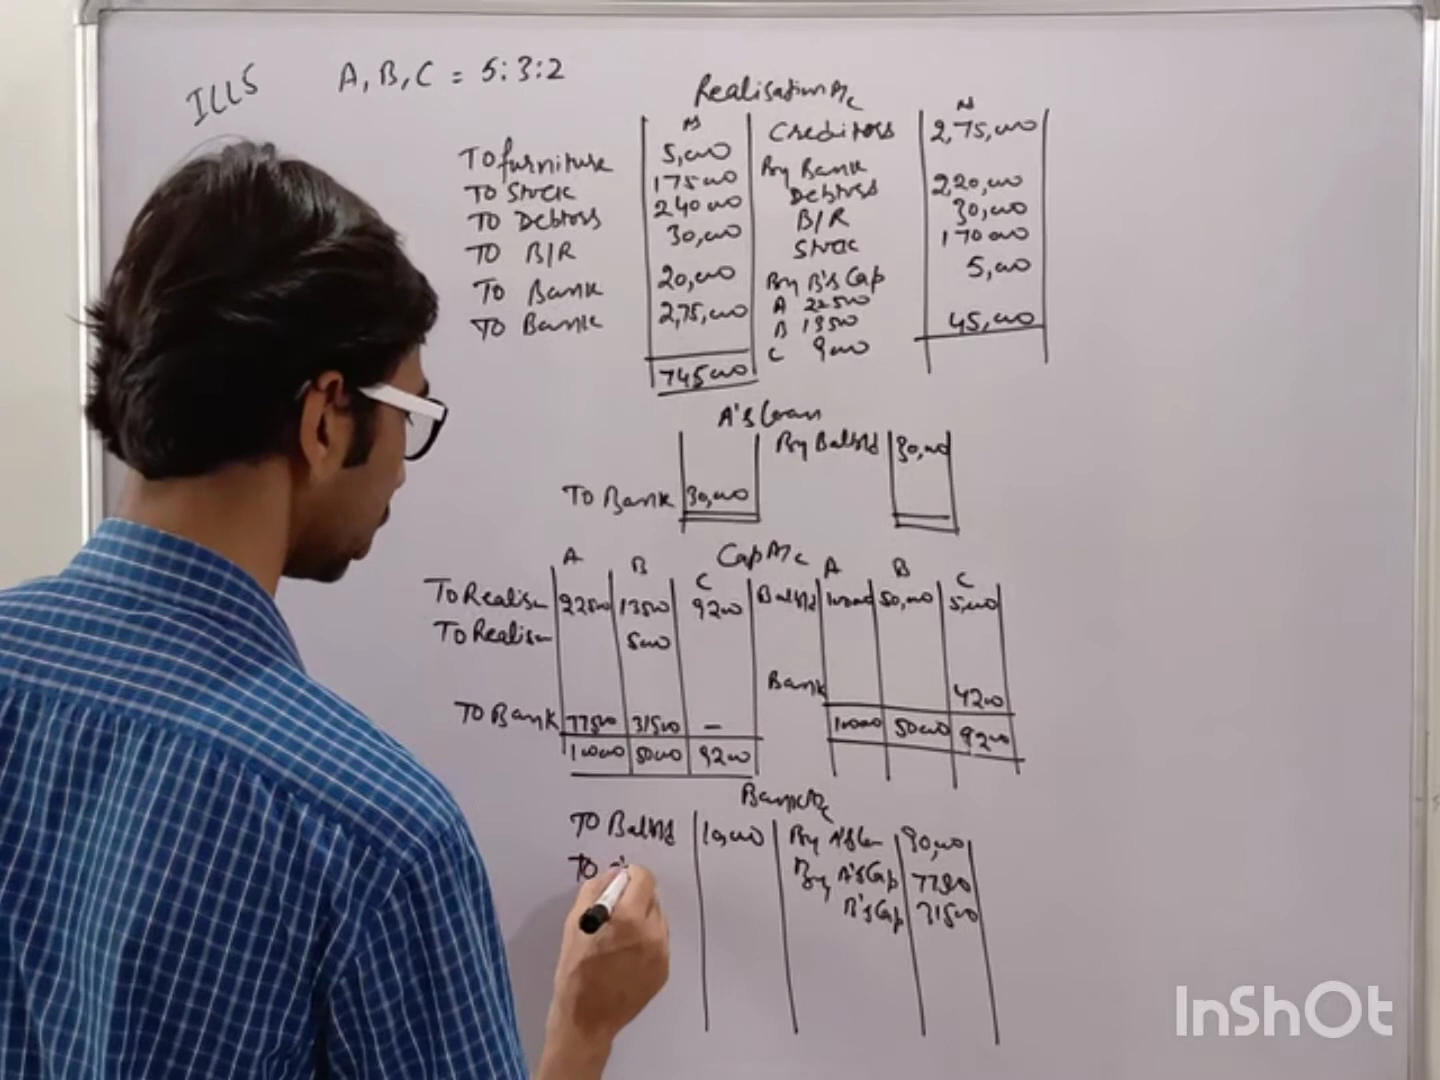 ILL5
A, B, C = 5:3:2
Realisation A/c
To furniture 5,000 Creditors 2,75,000
To Stock 175000 By Bank
To Debtors 240000 Debtors 220,000
To B/R 30,000 B/R 30,000
To Bank 20,000 Stock 170000
To Bank 2,75,000 By B's Cap 5,000
A 22500
B 13500 45,000
C 9000
745000
A's Loan
By Bal b/d 30,000
To Bank 30,000
Cap A/c
A B C A B C
To Realisn 22500 13500 9200 Bal b/d 100000 50,000 5,000
To Realisn 5000
Bank 4200
To Bank 77500 31500 - 100000 50000 9200
100000 50000 9200
Bank A/c
To Bal b/d 10,000 By A's Loan 30,000
To By A's Cap 77500
B's Cap 31500
InShOt